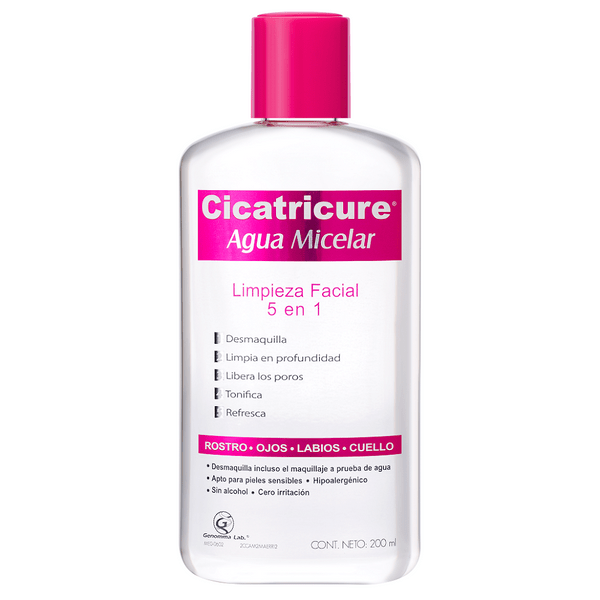 Cicatricure®
Agua Micelar
Limpieza Facial
5 en 1
Desmaquilla
Limpia en profundidad
Libera los poros
Tonifica
Refresca
ROSTRO • OJOS • LABIOS • CUELLO
• Desmaquilla incluso el maquillaje a prueba de agua
• Apto para pieles sensibles • Hipoalergénico
• Sin alcohol • Cero irritación
Genomma Lab.®
CONT. NETO: 200 ml